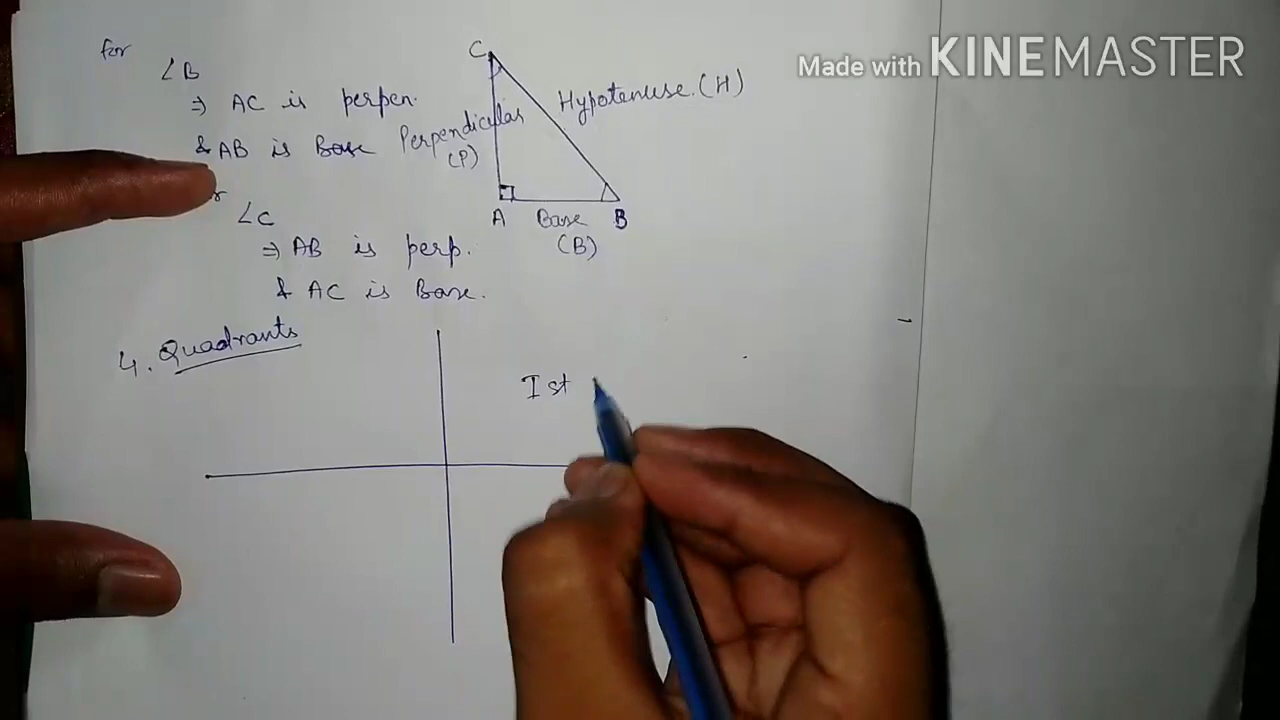 for
∠B
⇒ AC is perpen.
& AB is Base
∠C
⇒ AB is perp.
& AC is Base.
C
Hypotenuse. (H)
Perpendicular
(P)
A Base B
(B)
4. Quadrants
Ist
Made with KINEMASTER